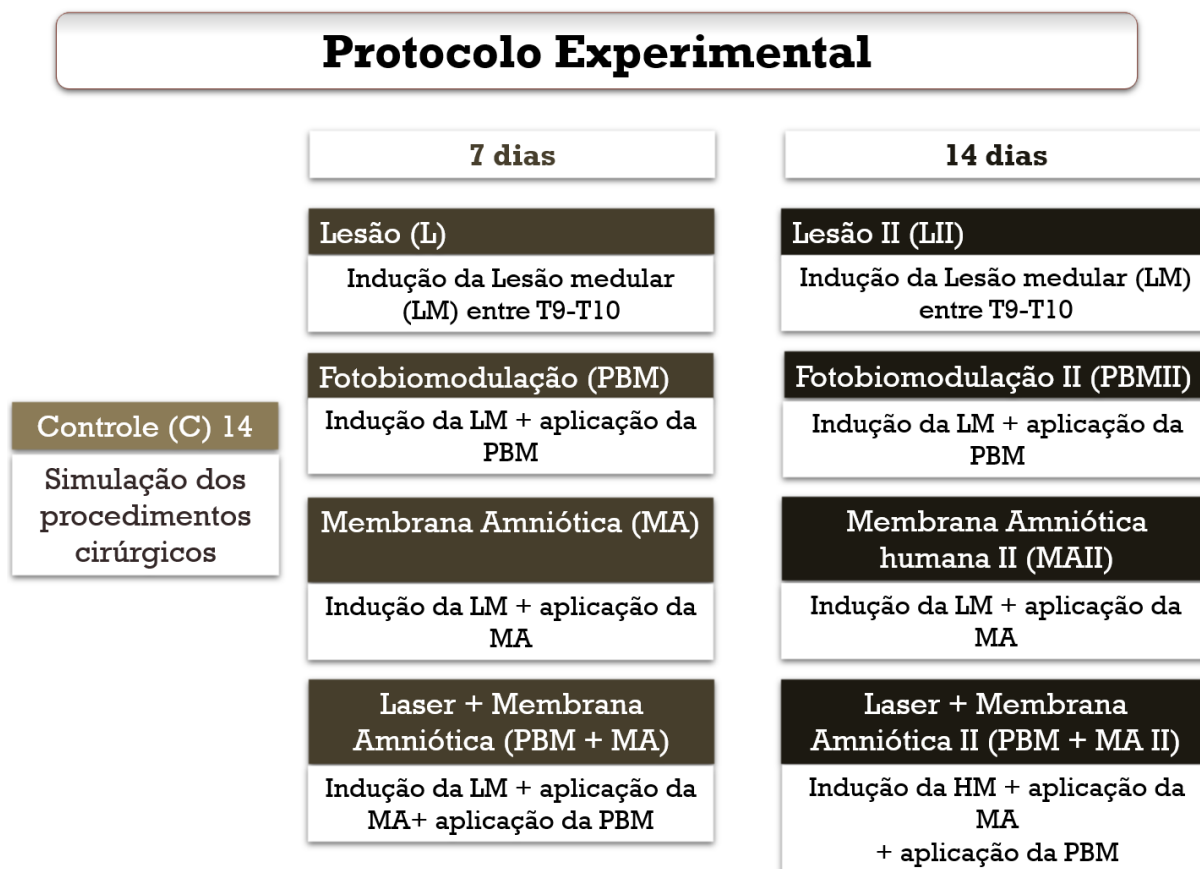 Protocolo Experimental
7 dias
14 dias
Controle (C) 14
Simulação dos
procedimentos
cirúrgicos
Lesão (L)
Indução da Lesão medular
(LM) entre T9-T10
Fotobiomodulação (PBM)
Indução da LM + aplicação da
PBM
Membrana Amniótica (MA)
Indução da LM + aplicação da
MA
Laser + Membrana
Amniótica (PBM + MA)
Indução da LM + aplicação da
MA+ aplicação da PBM
Lesão II (LII)
Indução da Lesão medular (LM)
entre T9-T10
Fotobiomodulação II (PBMII)
Indução da LM + aplicação da
PBM
Membrana Amniótica
humana II (MAII)
Indução da LM + aplicação da
MA
Laser + Membrana
Amniótica II (PBM + MA II)
Indução da HM + aplicação da
MA
+ aplicação da PBM